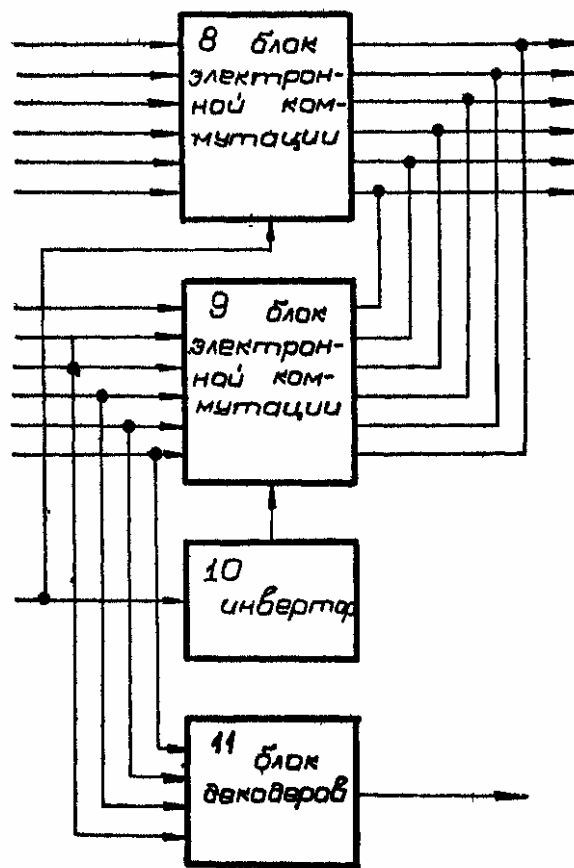 8 блок
электрон-
ной ком-
мутации
9 блок
электрон-
ной ком-
мутации
10
инвертор
11 блок
декодеров